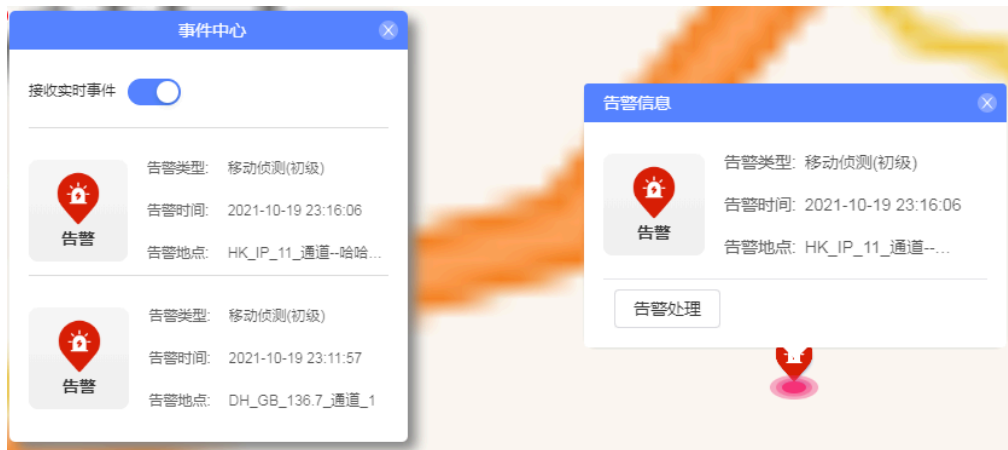 事件中心
接收实时事件
告警类型: 移动侦测(初级)
告警时间: 2021-10-19 23:16:06
告警
告警地点: HK_IP_11_通道--哈哈...
告警类型: 移动侦测(初级)
告警时间: 2021-10-19 23:11:57
告警
告警地点: DH_GB_136.7_通道_1
告警信息
告警类型: 移动侦测(初级)
告警时间: 2021-10-19 23:16:06
告警
告警地点: HK_IP_11_通道--...
告警处理